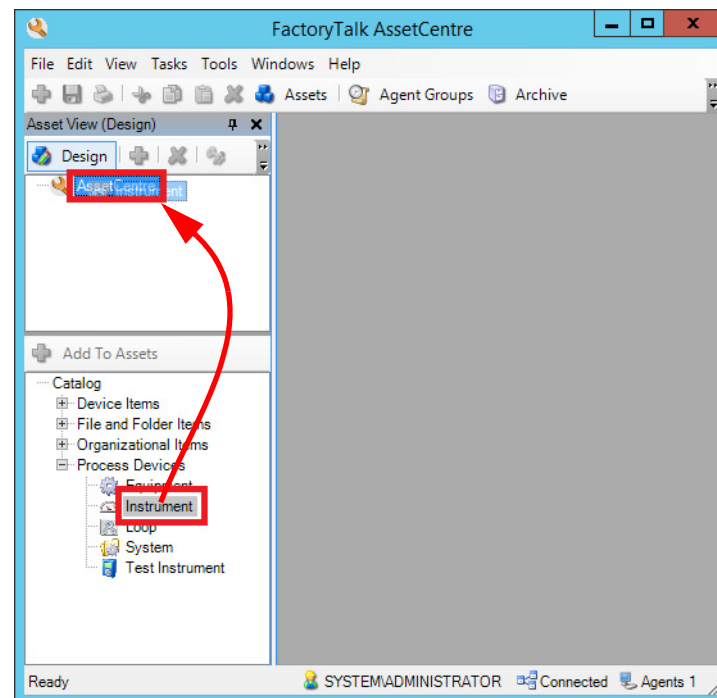 FactoryTalk AssetCentre
File Edit View Tasks Tools Windows Help
Assets Agent Groups Archive
Asset View (Design)
Design
AssetCentre
Instrument
Add To Assets
Catalog
Device Items
File and Folder Items
Organizational Items
Process Devices
Equipment
Instrument
Loop
System
Test Instrument
Ready SYSTEM\ADMINISTRATOR Connected Agents 1